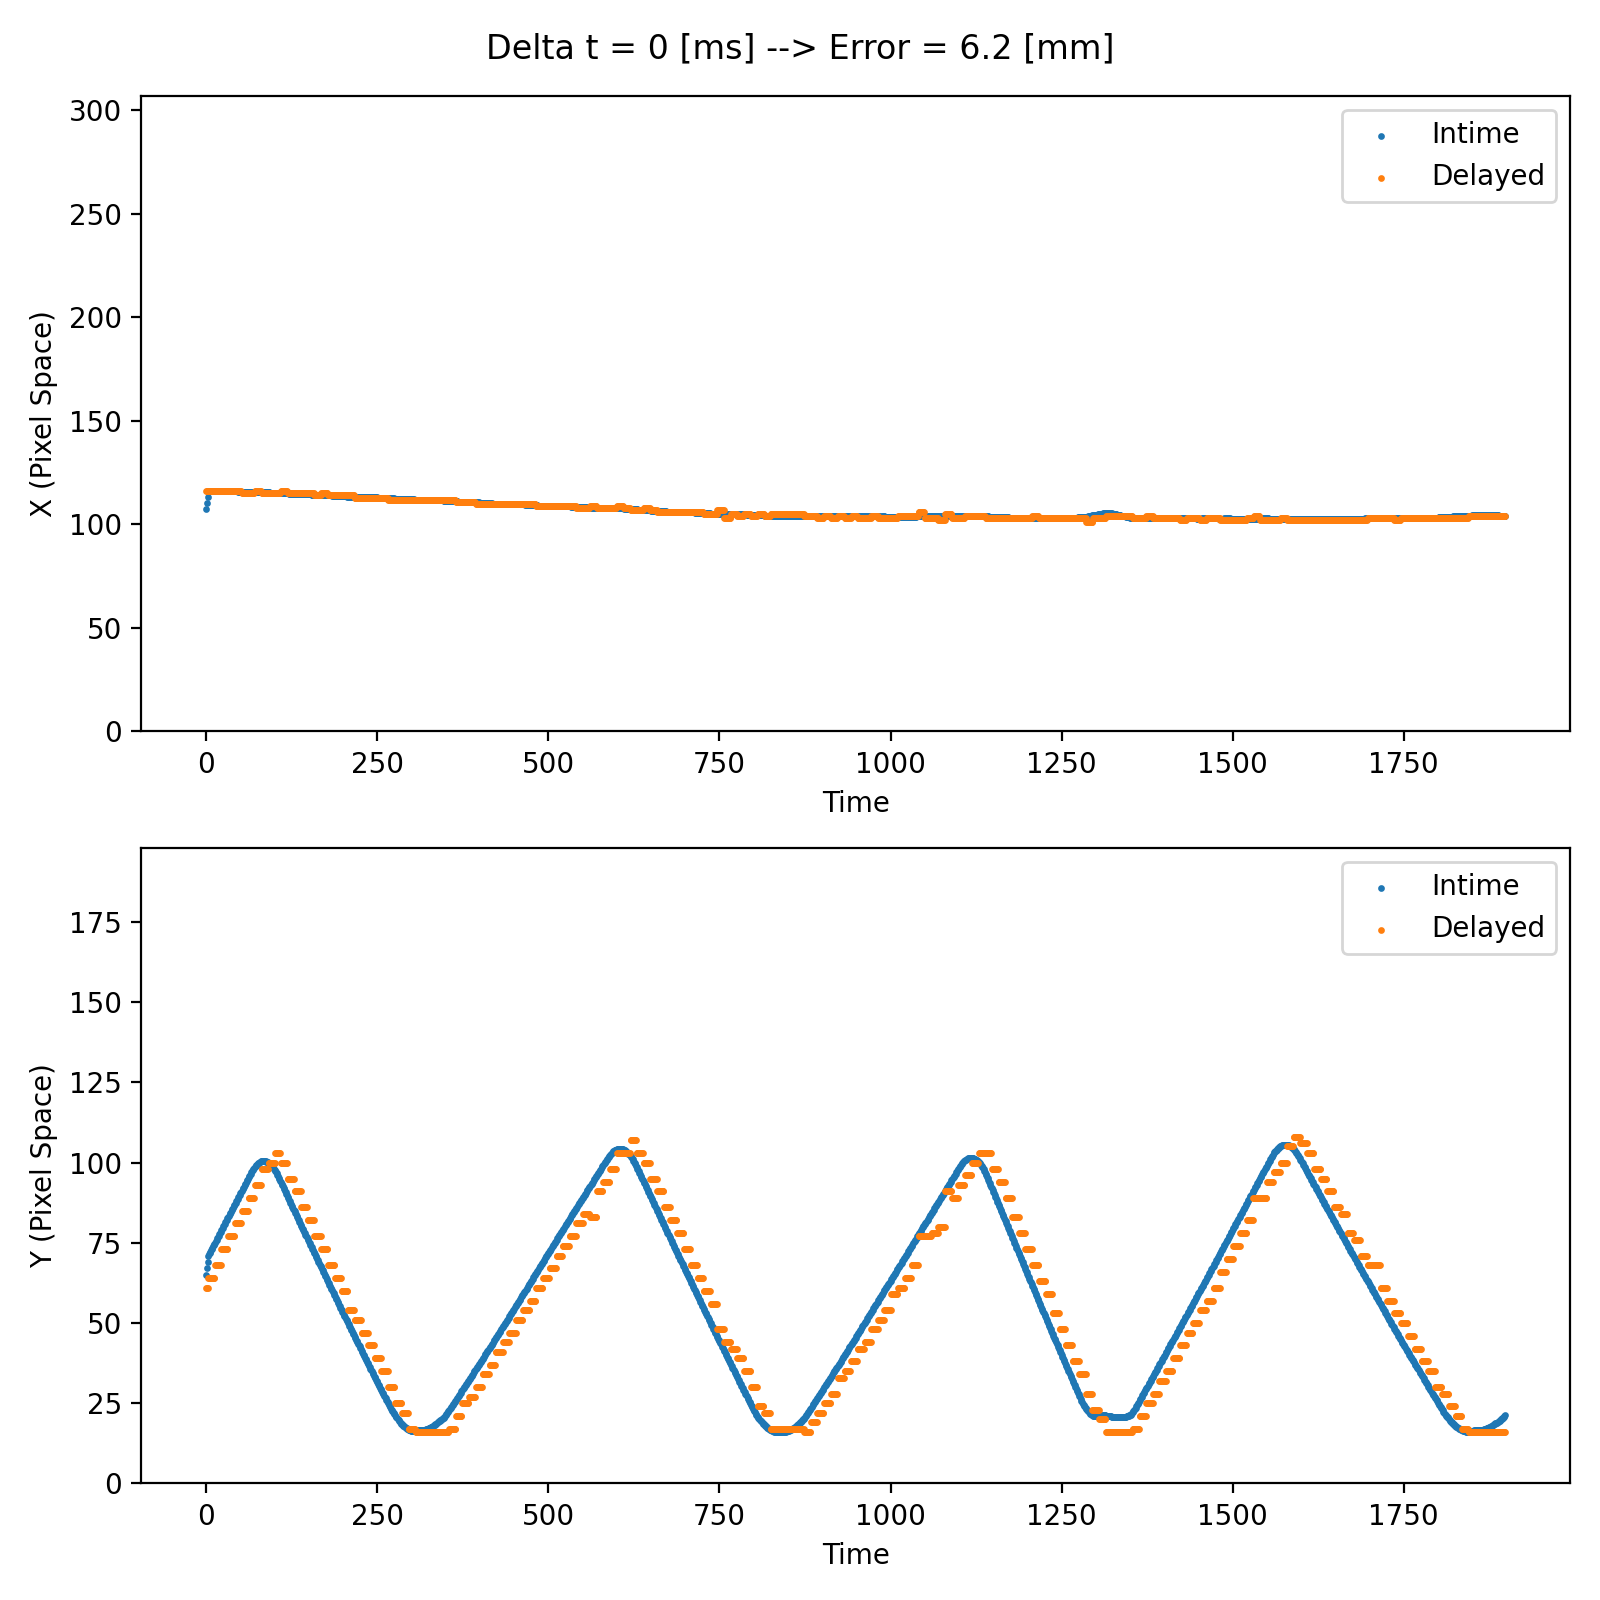 Delta t = 0 [ms] --> Error = 6.2 [mm]
300
250
200
150
100
50
0
X (Pixel Space)
Intime
Delayed
0 250 500 750 1000 1250 1500 1750
Time
175
150
125
100
75
50
25
0
Y (Pixel Space)
Intime
Delayed
0 250 500 750 1000 1250 1500 1750
Time